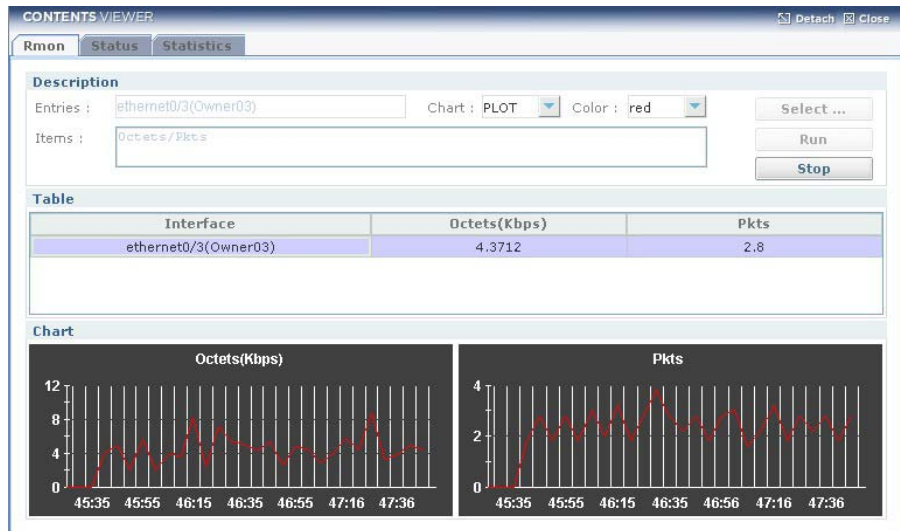 CONTENTS VIEWER
Detach Close
Rmon Status Statistics
Description
Entries : ethernet0/3(Owner03) Chart : PLOT Color : red Select ...
Items : Octets/Pkts
Run
Stop
Table
Interface Octets(Kbps) Pkts
ethernet0/3(Owner03) 4.3712 2.8
Chart
Octets(Kbps)
12
8
4
0
45:35 45:55 46:15 46:35 46:55 47:16 47:36
Pkts
4
2
0
45:35 45:55 46:15 46:35 46:56 47:16 47:36